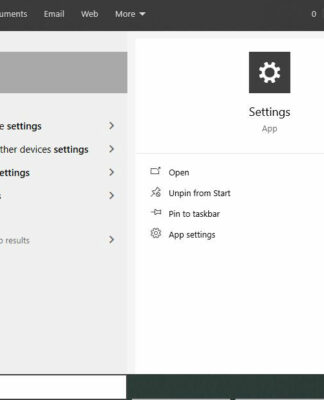 uments Email Web More 0
Settings
App
e settings
ther devices settings
ettings
s
o results
Open
Unpin from Start
Pin to taskbar
App settings